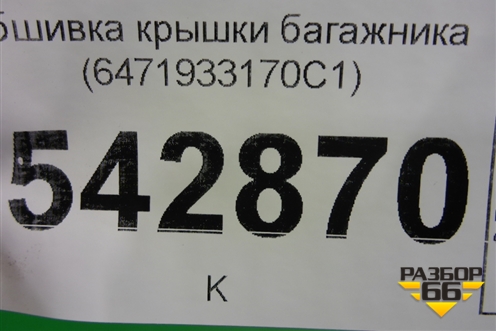 бшивка крышки багажника
(6471933170C1)
542870
К
РАЗБОР
66